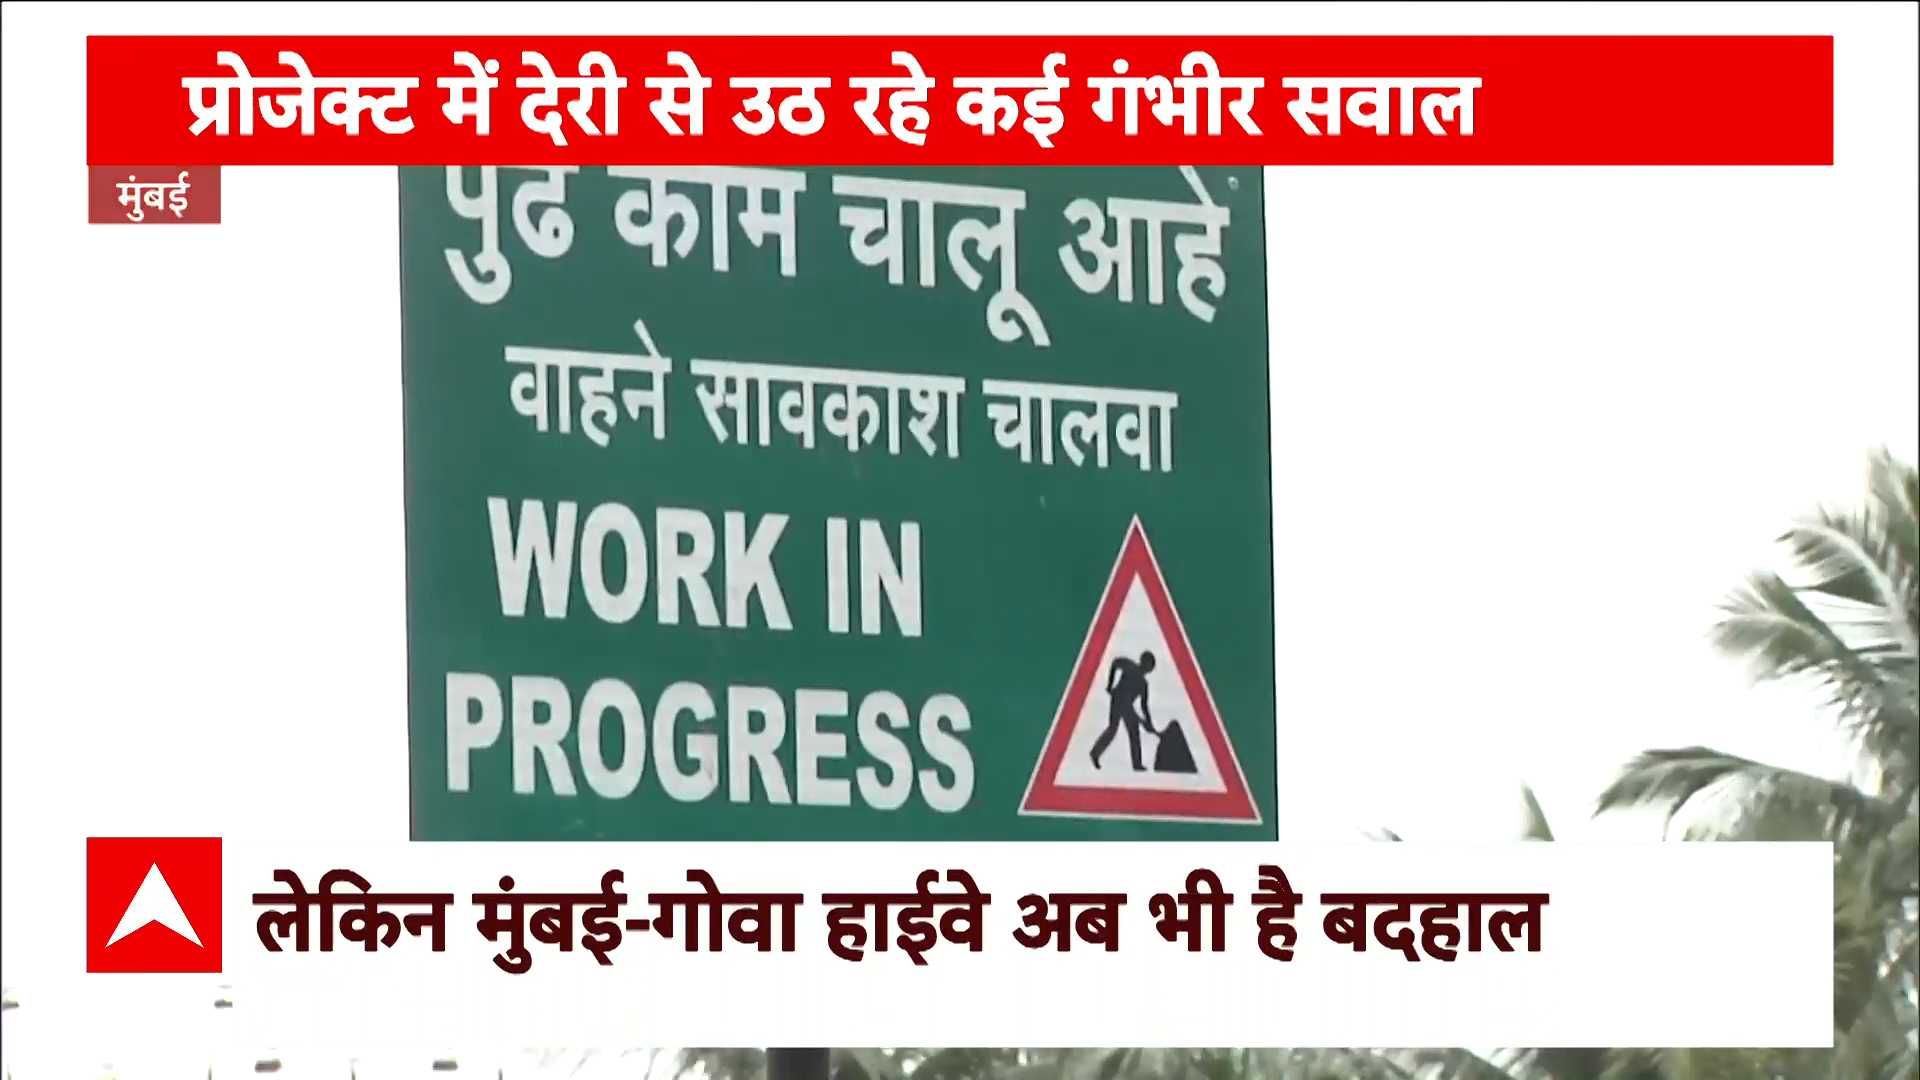 प्रोजेक्ट में देरी से उठ रहे कई गंभीर सवाल
मुंबई
पुढे काम चालू आहे
वाहने सावकाश चालवा
WORK IN
PROGRESS
लेकिन मुंबई-गोवा हाईवे अब भी है बदहाल